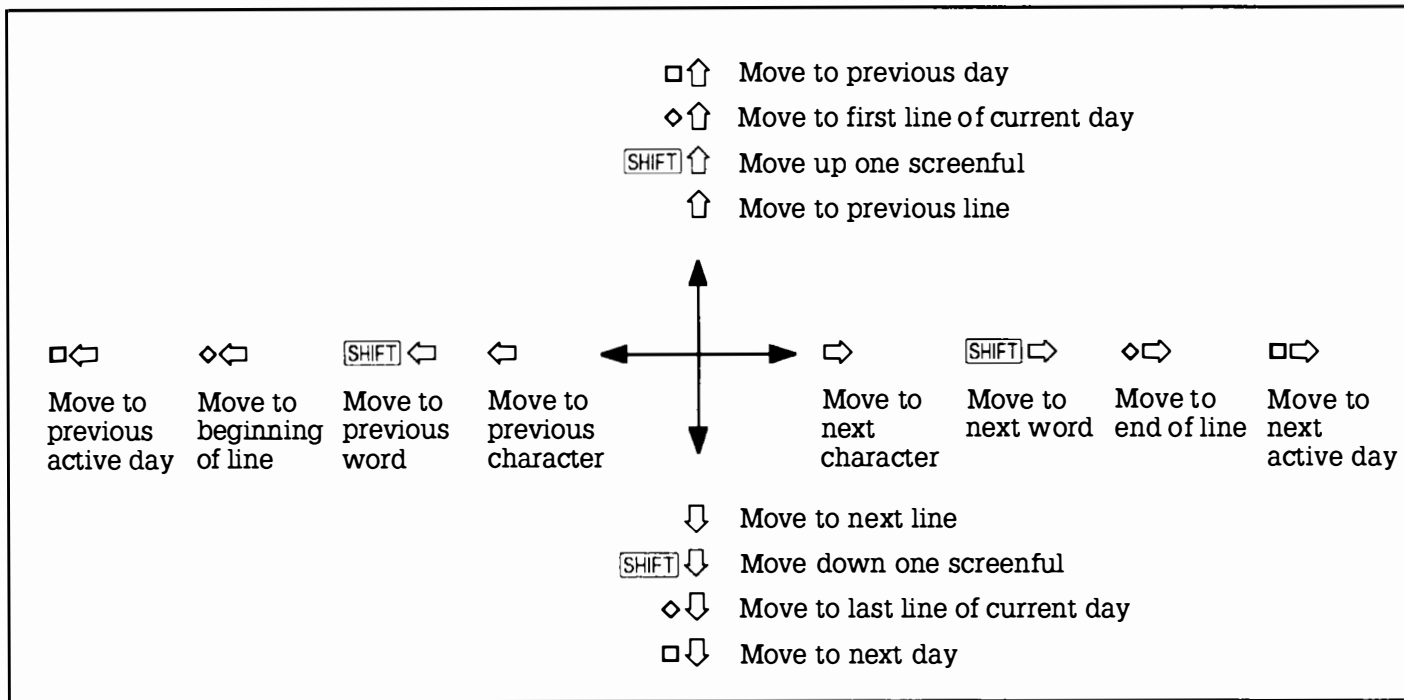 □⇧ Move to previous day
◇⇧ Move to first line of current day
SHIFT ⇧ Move up one screenful
⇧ Move to previous line
□⇦
Move to
previous
active day
◇⇦
Move to
beginning
of line
SHIFT ⇦
Move to
previous
word
⇦
Move to
previous
character
⇨
Move to
next
character
SHIFT ⇨
Move to
next word
◇⇨
Move to
end of line
□⇨
Move to
next
active day
⇩ Move to next line
SHIFT ⇩ Move down one screenful
◇⇩ Move to last line of current day
□⇩ Move to next day